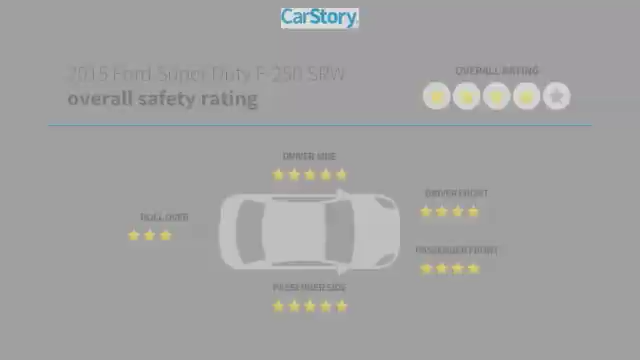 CarStory
2015 Ford Super Duty F-250 SRW
overall safety rating
OVERALL RATING
DRIVER SIDE
DRIVER FRONT
ROLLOVER
PASSENGER FRONT
PASSENGER SIDE